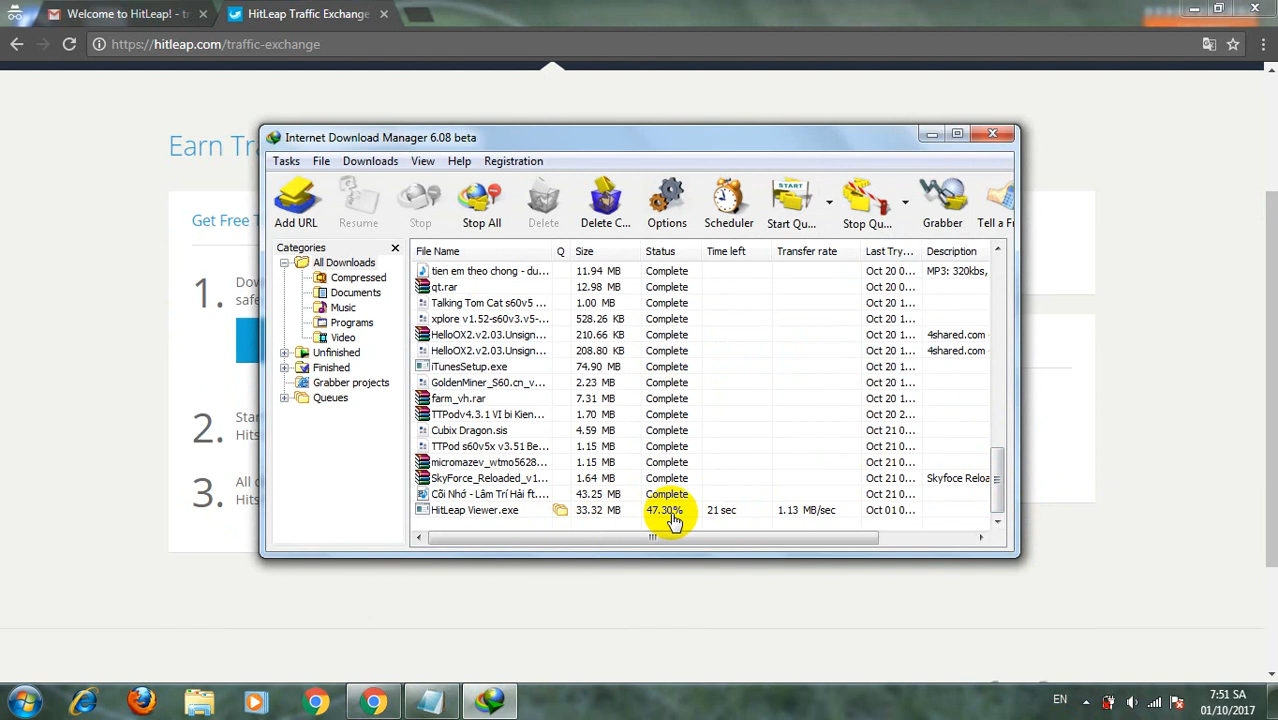 Welcome to HitLeap! - tr
HitLeap Traffic Exchange
https://hitleap.com/traffic-exchange
Earn Tra
Get Free T
1. Dow
safe
2. Star
Hits
3. All d
Internet Download Manager 6.08 beta
Tasks File Downloads View Help Registration
Add URL Resume Stop Stop All Delete Delete C... Options Scheduler Start Qu... Stop Qu... Grabber Tell a Fr
START
Categories
All Downloads
Compressed
Documents
Music
Programs
Video
Unfinished
Finished
Grabber projects
Queues
File Name Q Size Status Time left Transfer rate Last Try... Description
tien em theo chong - du... 11.94 MB Complete Oct 20 0... MP3: 320kbs,
qt.rar 12.98 MB Complete Oct 20 0...
Talking Tom Cat s60v5 ... 1.00 MB Complete Oct 20 0...
xplore v1.52-s60v3.v5-... 528.26 KB Complete Oct 20 0...
HelloOX2.v2.03.Unsign... 210.66 KB Complete Oct 20 1... 4shared.com -
HelloOX2.v2.03.Unsign... 208.80 KB Complete Oct 20 1... 4shared.com -
iTunesSetup.exe 74.90 MB Complete Oct 20 1...
GoldenMiner_S60.cn_v... 2.23 MB Complete Oct 20 1...
farm_vh.rar 7.31 MB Complete Oct 20 1...
TTPodv4.3.1 VI bi Kien... 1.70 MB Complete Oct 20 2...
Cubix Dragon.sis 4.59 MB Complete Oct 21 0...
TTPod s60v5x v3.51 Be... 1.15 MB Complete Oct 21 0...
micromazev_wtmo5628... 1.15 MB Complete Oct 21 0...
SkyForce_Reloaded_v1... 1.64 MB Complete Oct 21 0... Skyfoce Reloa
Cõi Nhớ - Lâm Trí Hải ft.... 43.25 MB Complete Oct 21 0...
HitLeap Viewer.exe 33.32 MB 47.30% 21 sec 1.13 MB/sec Oct 01 0...
EN
7:51 SA
01/10/2017